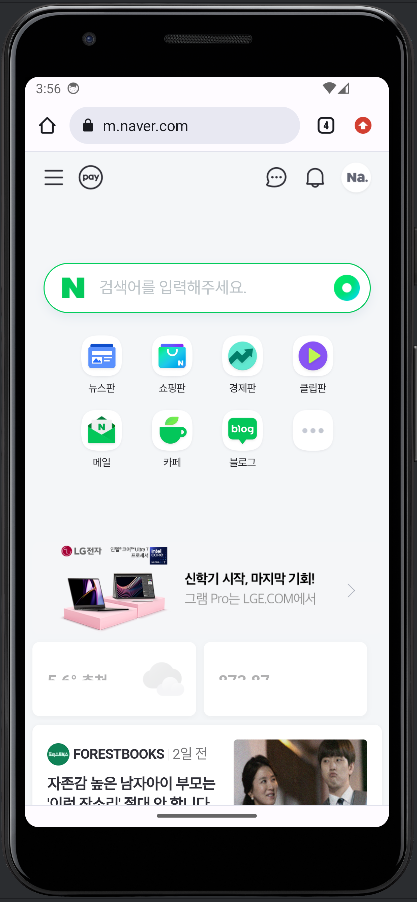 3:56
m.naver.com
4
pay
Na.
N
검색어를 입력해주세요.
뉴스판
쇼핑판
경제판
클립판
N
메일
카페
blog
블로그
LG전자
신학기 시작, 마지막 기회!
그램 Pro는 LGE.COM에서
FORESTBOOKS 2일 전
자존감 높은 남자아이 부모는
'이런 잔소리' 절대 안 합니다